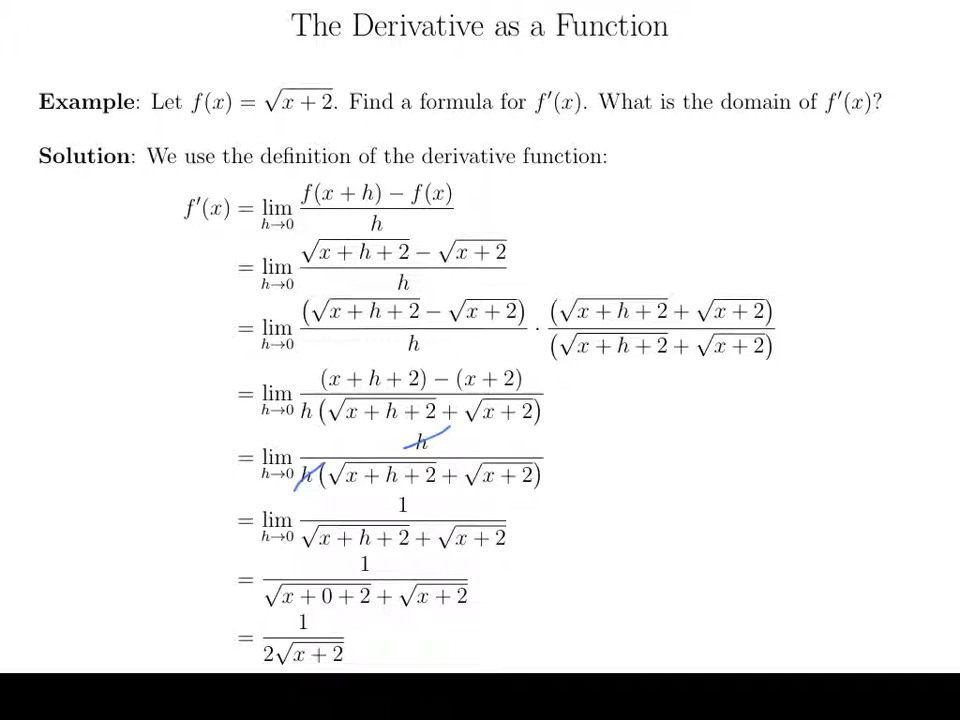 The Derivative as a Function
Example: Let f(x) = √(x + 2). Find a formula for f′(x). What is the domain of f′(x)?
Solution: We use the definition of the derivative function:
f′(x) = lim_{h→0} (f(x + h) − f(x)) / h
= lim_{h→0} (√(x + h + 2) − √(x + 2)) / h
= lim_{h→0} (√(x + h + 2) − √(x + 2)) / h · (√(x + h + 2) + √(x + 2)) / (√(x + h + 2) + √(x + 2))
= lim_{h→0} ((x + h + 2) − (x + 2)) / (h (√(x + h + 2) + √(x + 2)))
= lim_{h→0} h / (h (√(x + h + 2) + √(x + 2)))
= lim_{h→0} 1 / (√(x + h + 2) + √(x + 2))
= 1 / (√(x + 0 + 2) + √(x + 2))
= 1 / (2√(x + 2))